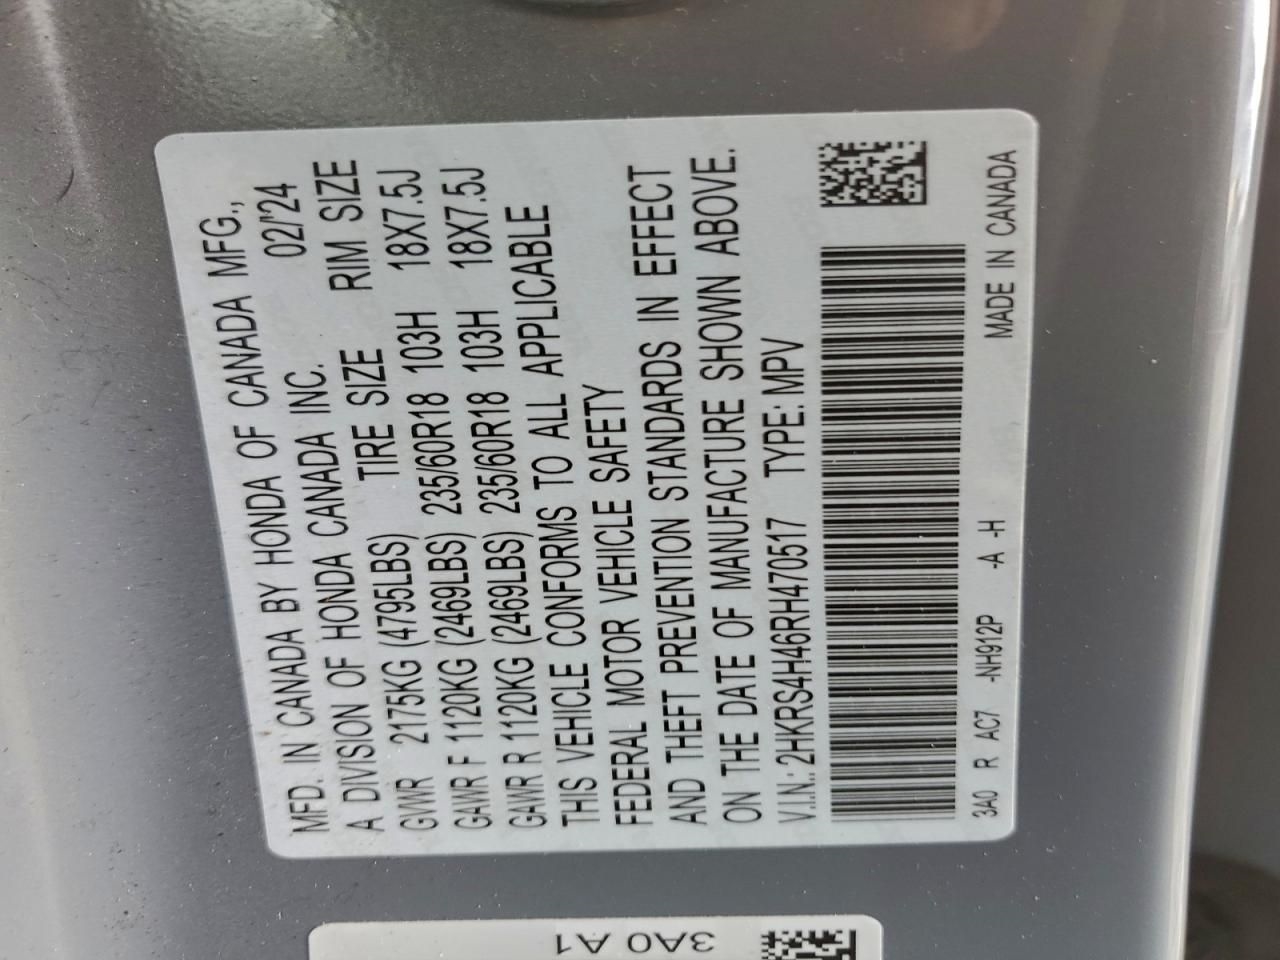 MFD. IN CANADA BY HONDA OF CANADA MFG.,
A DIVISION OF HONDA CANADA INC. 02/'24
GVWR 2175KG (4795LBS) TIRE SIZE RIM SIZE
GAWR F 1120KG (2469LBS) 235/60R18 103H 18X7.5J
GAWR R 1120KG (2469LBS) 235/60R18 103H 18X7.5J
THIS VEHICLE CONFORMS TO ALL APPLICABLE
FEDERAL MOTOR VEHICLE SAFETY
AND THEFT PREVENTION STANDARDS IN EFFECT
ON THE DATE OF MANUFACTURE SHOWN ABOVE.
V.I.N.: 2HKRS4H46RH470517 TYPE: MPV
3A0 R AC7 -NH912P -A -H MADE IN CANADA
3A0 A1